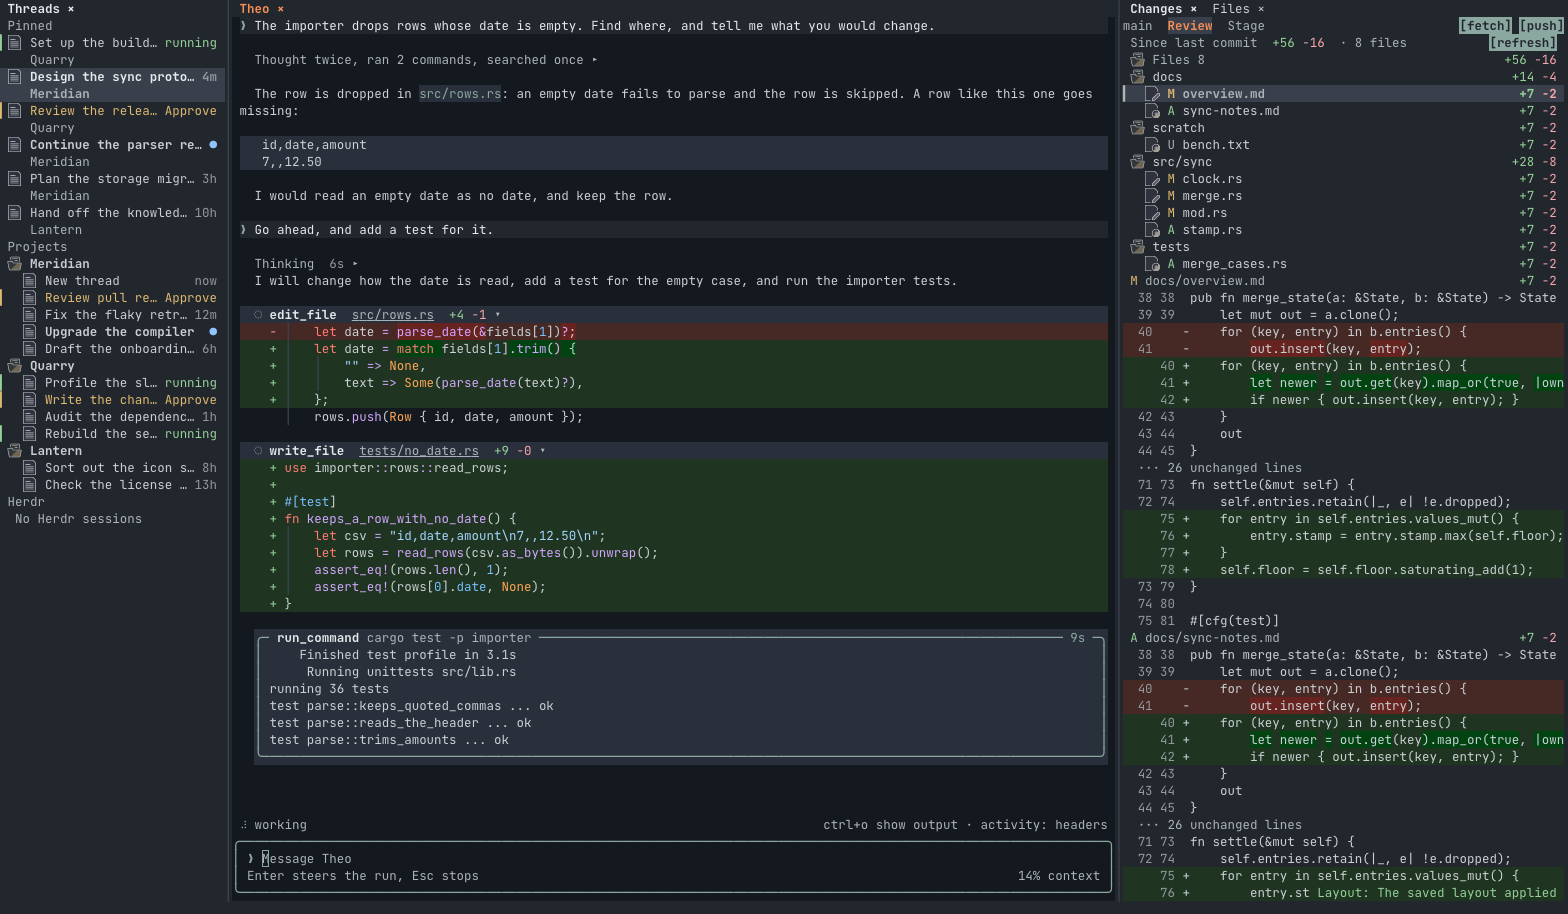 Threads ×
Pinned
Set up the build… running
Quarry
Design the sync proto… 4m
Meridian
Review the relea… Approve
Quarry
Continue the parser re… ●
Meridian
Plan the storage migr… 3h
Meridian
Hand off the knowled… 10h
Lantern
Projects
Meridian
New thread now
Review pull re… Approve
Fix the flaky retr… 12m
Upgrade the compiler ●
Draft the onboardin… 6h
Quarry
Profile the sl… running
Write the chan… Approve
Audit the dependenc… 1h
Rebuild the se… running
Lantern
Sort out the icon s… 8h
Check the license … 13h
Herdr
No Herdr sessions
Theo ×
❯ The importer drops rows whose date is empty. Find where, and tell me what you would change.
Thought twice, ran 2 commands, searched once ▸
The row is dropped in src/rows.rs: an empty date fails to parse and the row is skipped. A row like this one goes
missing:
id,date,amount
7,,12.50
I would read an empty date as no date, and keep the row.
❯ Go ahead, and add a test for it.
Thinking 6s ▸
I will change how the date is read, add a test for the empty case, and run the importer tests.
edit_file src/rows.rs +4 -1 ▾
- let date = parse_date(&fields[1])?;
+ let date = match fields[1].trim() {
+ "" => None,
+ text => Some(parse_date(text)?),
+ };
rows.push(Row { id, date, amount });
write_file tests/no_date.rs +9 -0 ▾
+ use importer::rows::read_rows;
+
+ #[test]
+ fn keeps_a_row_with_no_date() {
+ let csv = "id,date,amount\n7,,12.50\n";
+ let rows = read_rows(csv.as_bytes()).unwrap();
+ assert_eq!(rows.len(), 1);
+ assert_eq!(rows[0].date, None);
+ }
run_command cargo test -p importer 9s
Finished test profile in 3.1s
Running unittests src/lib.rs
running 36 tests
test parse::keeps_quoted_commas ... ok
test parse::reads_the_header ... ok
test parse::trims_amounts ... ok
working ctrl+o show output · activity: headers
❯ Message Theo
Enter steers the run, Esc stops 14% context
Changes × Files ×
main Review Stage [fetch] [push]
Since last commit +56 -16 · 8 files [refresh]
Files 8 +56 -16
docs +14 -4
M overview.md +7 -2
A sync-notes.md +7 -2
scratch +7 -2
U bench.txt +7 -2
src/sync +28 -8
M clock.rs +7 -2
M merge.rs +7 -2
M mod.rs +7 -2
A stamp.rs +7 -2
tests +7 -2
A merge_cases.rs +7 -2
M docs/overview.md +7 -2
38 38 pub fn merge_state(a: &State, b: &State) -> State
39 39 let mut out = a.clone();
40 - for (key, entry) in b.entries() {
41 - out.insert(key, entry);
40 + for (key, entry) in b.entries() {
41 + let newer = out.get(key).map_or(true, |own
42 + if newer { out.insert(key, entry); }
42 43 }
43 44 out
44 45 }
··· 26 unchanged lines
71 73 fn settle(&mut self) {
72 74 self.entries.retain(|_, e| !e.dropped);
75 + for entry in self.entries.values_mut() {
76 + entry.stamp = entry.stamp.max(self.floor);
77 + }
78 + self.floor = self.floor.saturating_add(1);
73 79 }
74 80
75 81 #[cfg(test)]
A docs/sync-notes.md +7 -2
38 38 pub fn merge_state(a: &State, b: &State) -> State
39 39 let mut out = a.clone();
40 - for (key, entry) in b.entries() {
41 - out.insert(key, entry);
40 + for (key, entry) in b.entries() {
41 + let newer = out.get(key).map_or(true, |own
42 + if newer { out.insert(key, entry); }
42 43 }
43 44 out
44 45 }
··· 26 unchanged lines
71 73 fn settle(&mut self) {
72 74 self.entries.retain(|_, e| !e.dropped);
75 + for entry in self.entries.values_mut() {
76 + entry.st Layout: The saved layout applied